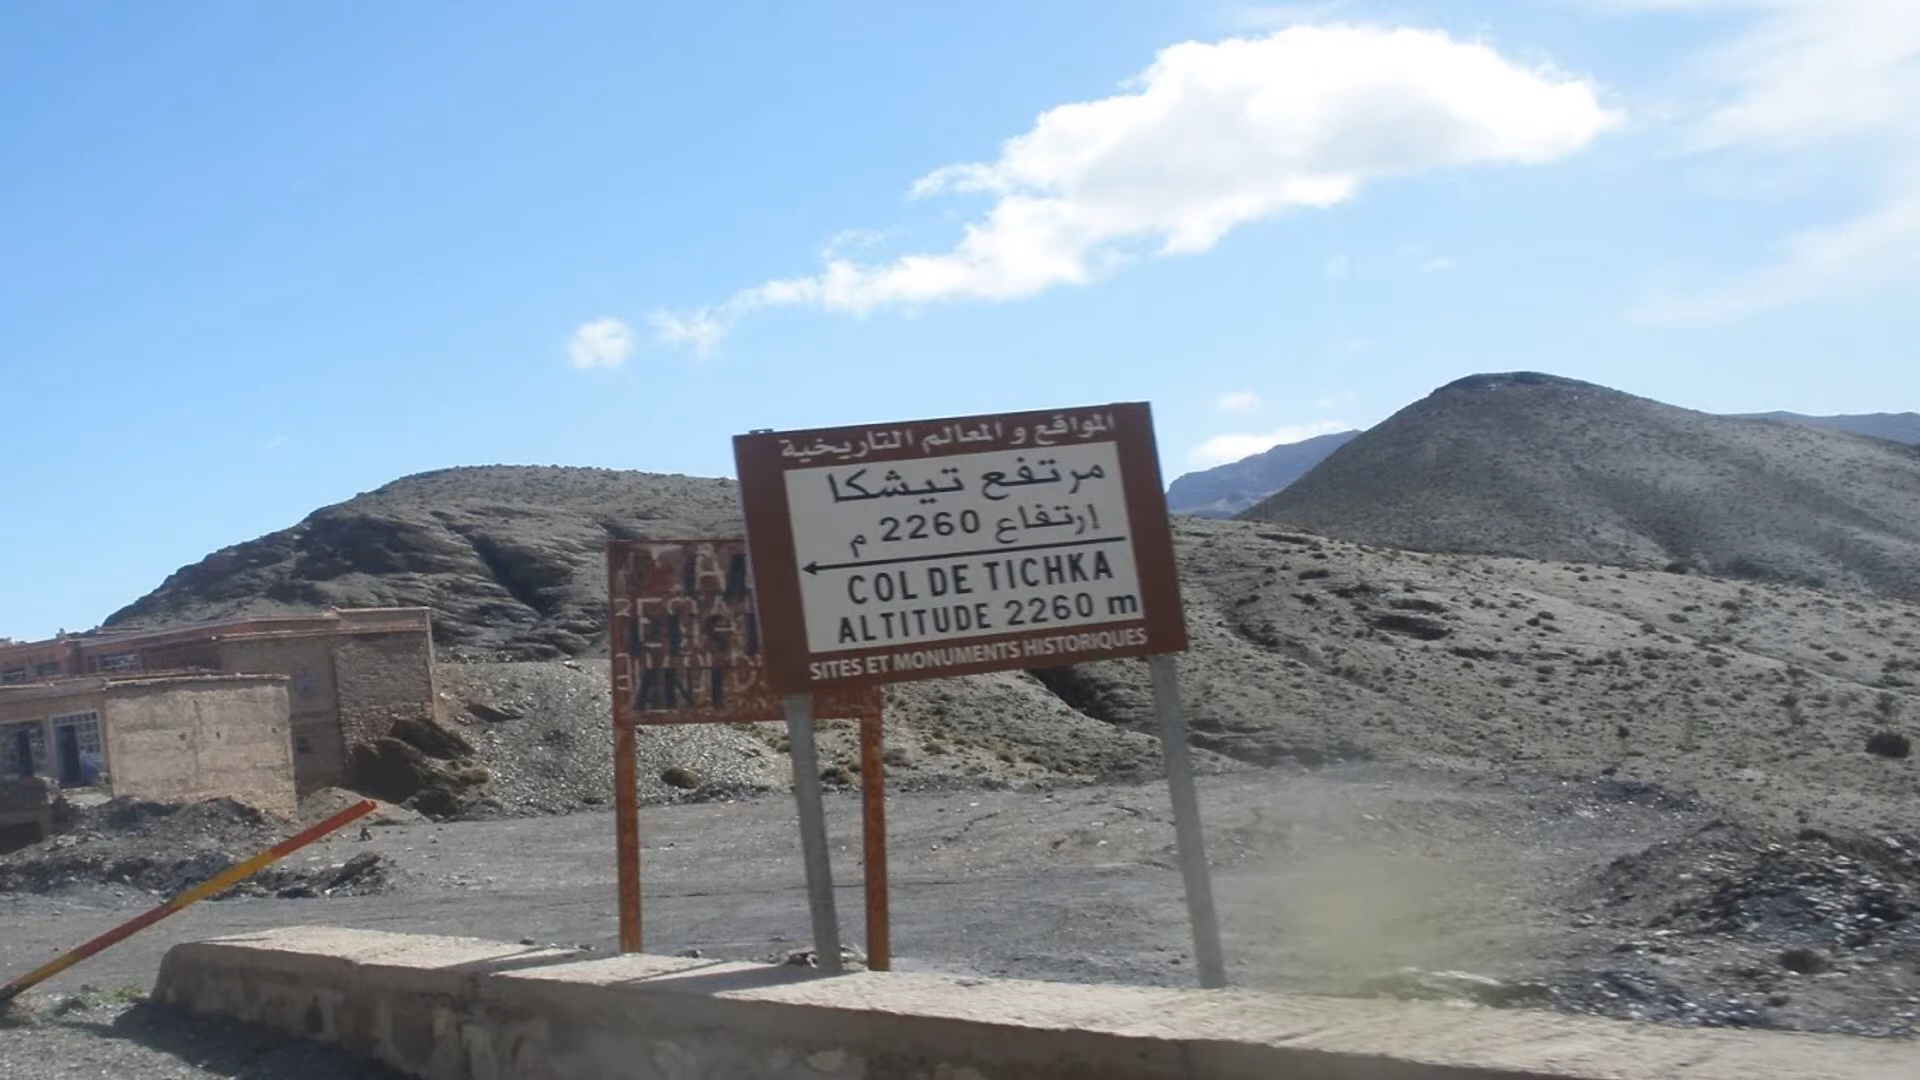 المواقع و المعالم التاريخية
مرتفع تيشكا
إرتفاع 2260 م
COL DE TICHKA
ALTITUDE 2260 m
SITES ET MONUMENTS HISTORIQUES